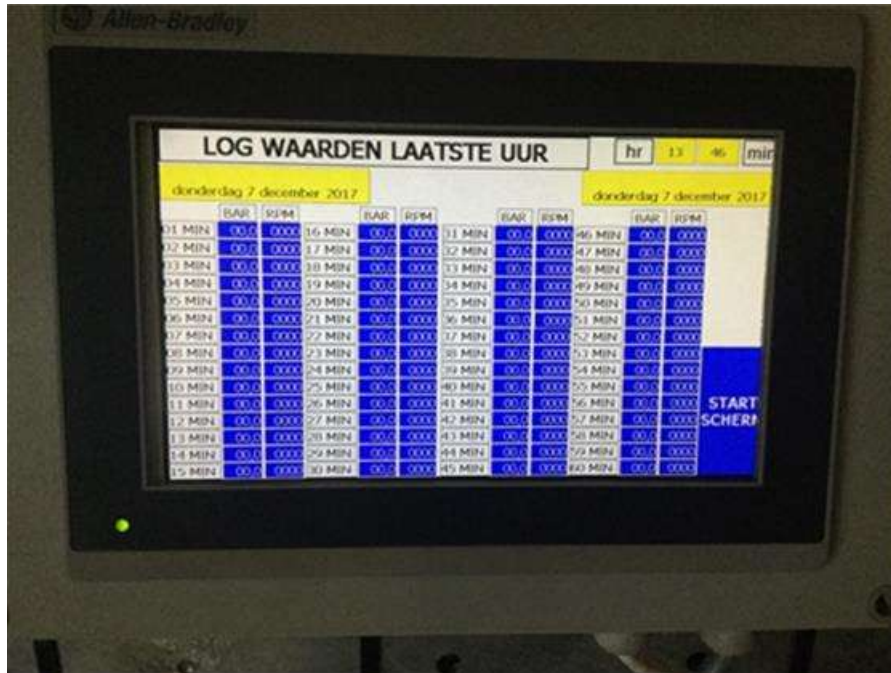 Allen-Bradley
LOG WAARDEN LAATSTE UUR hr 13 46 min
donderdag 7 december 2017 donderdag 7 december 2017
BAR RPM BAR RPM BAR RPM BAR RPM
01 MIN 00.0 0000 16 MIN 00.0 0000 31 MIN 00.0 0000 46 MIN 00.0 0000
02 MIN 00.0 0000 17 MIN 00.0 0000 32 MIN 00.0 0000 47 MIN 00.0 0000
03 MIN 00.0 0000 18 MIN 00.0 0000 33 MIN 00.0 0000 48 MIN 00.0 0000
04 MIN 00.0 0000 19 MIN 00.0 0000 34 MIN 00.0 0000 49 MIN 00.0 0000
05 MIN 00.0 0000 20 MIN 00.0 0000 35 MIN 00.0 0000 50 MIN 00.0 0000
06 MIN 00.0 0000 21 MIN 00.0 0000 36 MIN 00.0 0000 51 MIN 00.0 0000
07 MIN 00.0 0000 22 MIN 00.0 0000 37 MIN 00.0 0000 52 MIN 00.0 0000
08 MIN 00.0 0000 23 MIN 00.0 0000 38 MIN 00.0 0000 53 MIN 00.0 0000
09 MIN 00.0 0000 24 MIN 00.0 0000 39 MIN 00.0 0000 54 MIN 00.0 0000
10 MIN 00.0 0000 25 MIN 00.0 0000 40 MIN 00.0 0000 55 MIN 00.0 0000
11 MIN 00.0 0000 26 MIN 00.0 0000 41 MIN 00.0 0000 56 MIN 00.0 0000
12 MIN 00.0 0000 27 MIN 00.0 0000 42 MIN 00.0 0000 57 MIN 00.0 0000
13 MIN 00.0 0000 28 MIN 00.0 0000 43 MIN 00.0 0000 58 MIN 00.0 0000
14 MIN 00.0 0000 29 MIN 00.0 0000 44 MIN 00.0 0000 59 MIN 00.0 0000
15 MIN 00.0 0000 30 MIN 00.0 0000 45 MIN 00.0 0000 60 MIN 00.0 0000
START
SCHERM